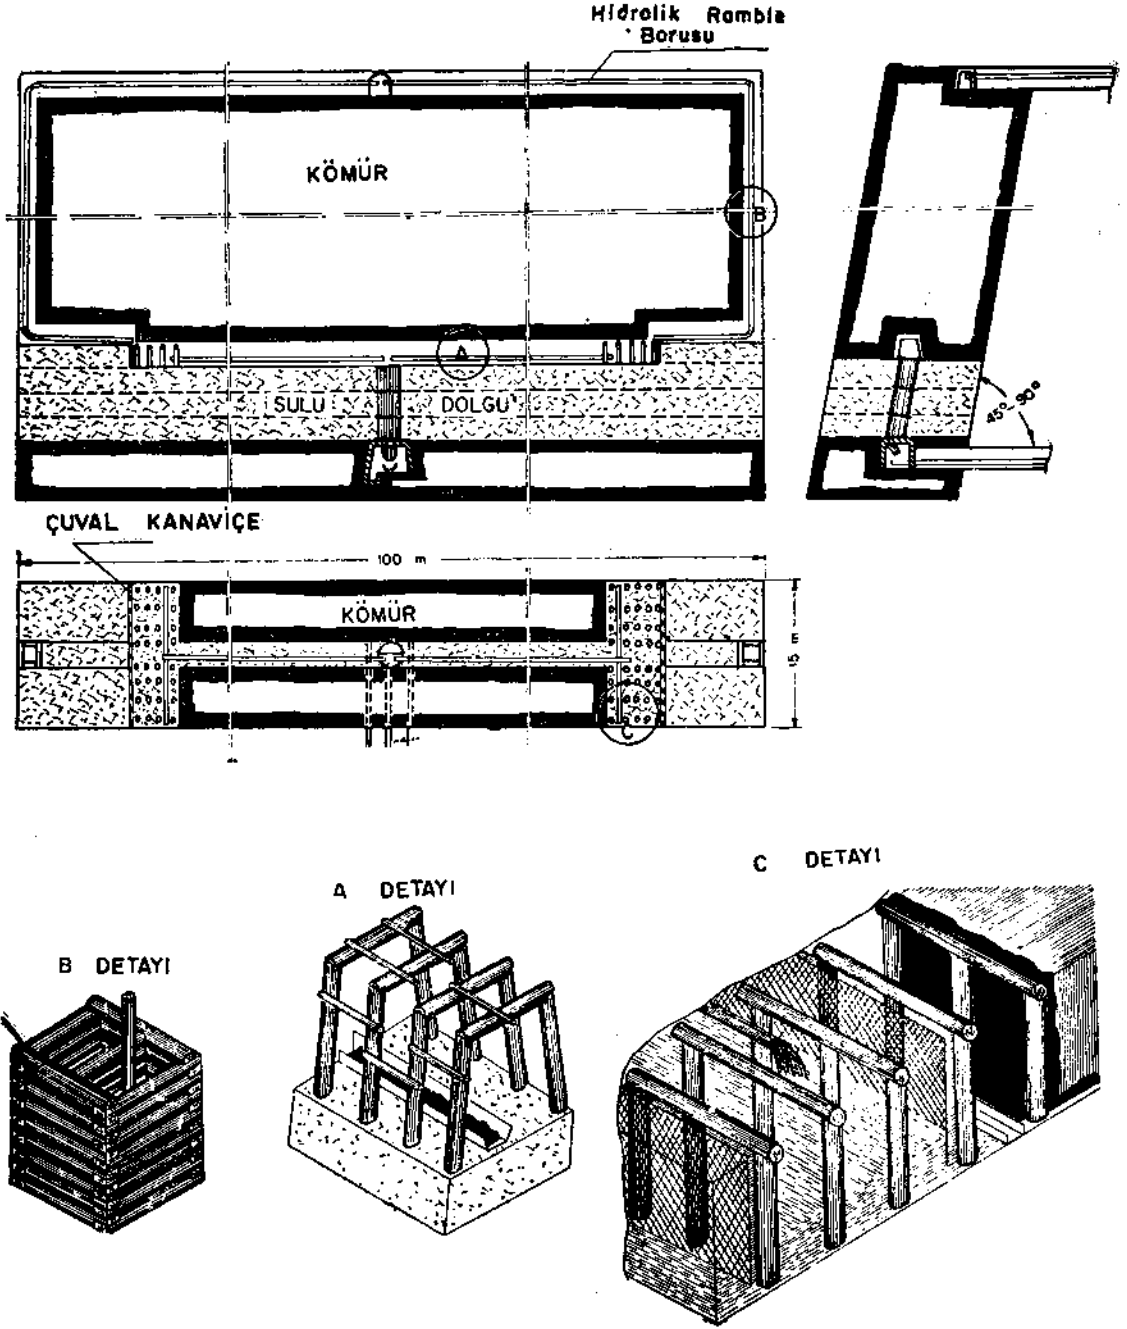 Hidrolik Ramble
Borusu
KÖMÜR
B
A
SULU DOLGU
45°-90°
ÇUVAL KANAVİÇE
100 m
KÖMÜR
15 m
C
C DETAYI
A DETAYI
B DETAYI